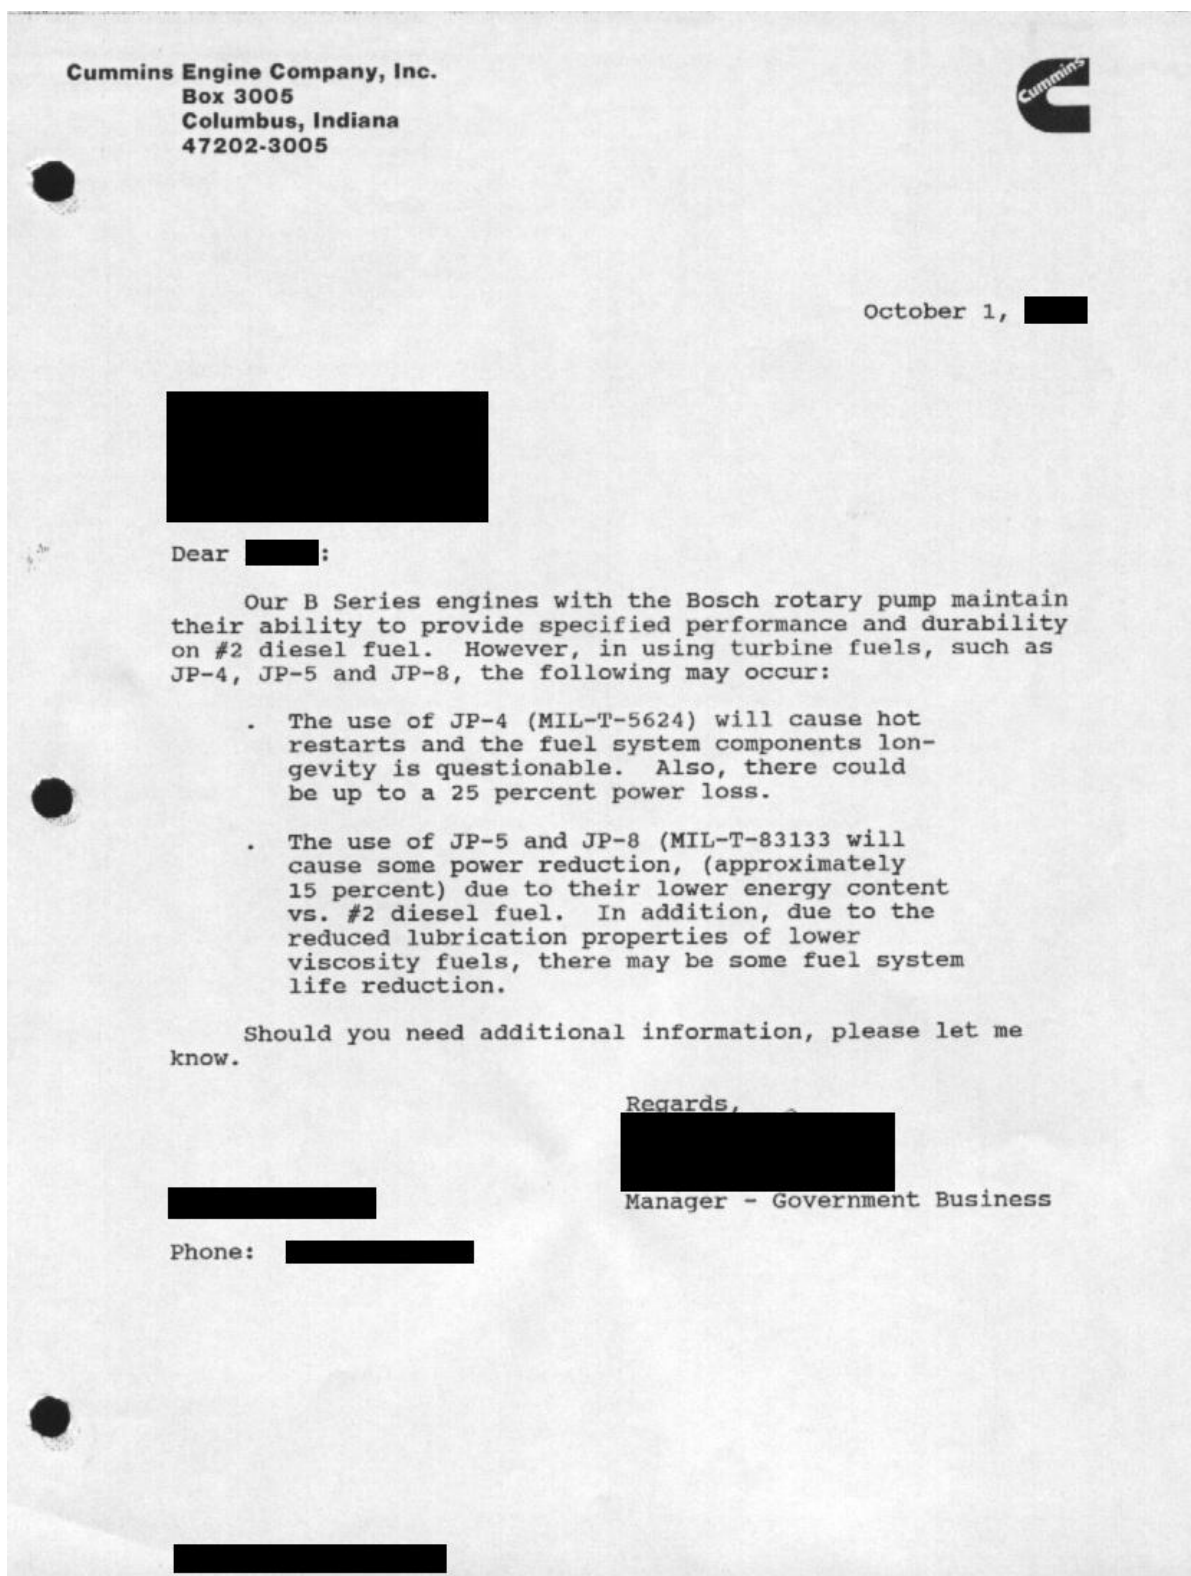 Cummins Engine Company, Inc.
Box 3005
Columbus, Indiana
47202-3005
Cummins
October 1,
Dear :
Our B Series engines with the Bosch rotary pump maintain
their ability to provide specified performance and durability
on #2 diesel fuel. However, in using turbine fuels, such as
JP-4, JP-5 and JP-8, the following may occur:
. The use of JP-4 (MIL-T-5624) will cause hot
restarts and the fuel system components lon-
gevity is questionable. Also, there could
be up to a 25 percent power loss.
. The use of JP-5 and JP-8 (MIL-T-83133 will
cause some power reduction, (approximately
15 percent) due to their lower energy content
vs. #2 diesel fuel. In addition, due to the
reduced lubrication properties of lower
viscosity fuels, there may be some fuel system
life reduction.
Should you need additional information, please let me
know.
Regards,
Manager - Government Business
Phone: